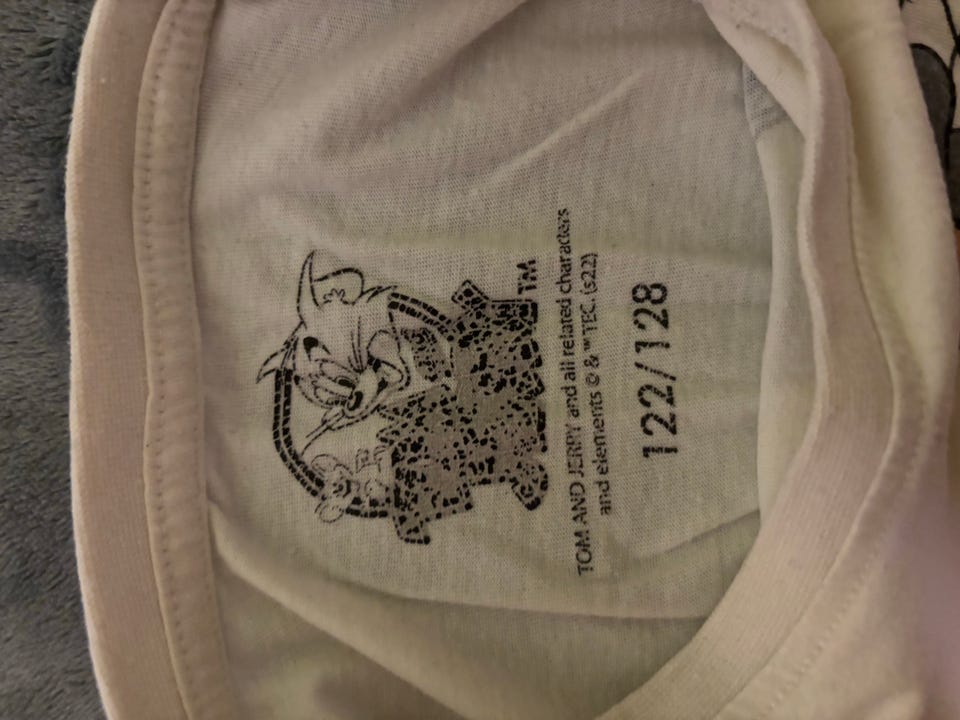 TM
TOM AND JERRY and all related characters
and elements © & ™ TEC. (s22)
122/128